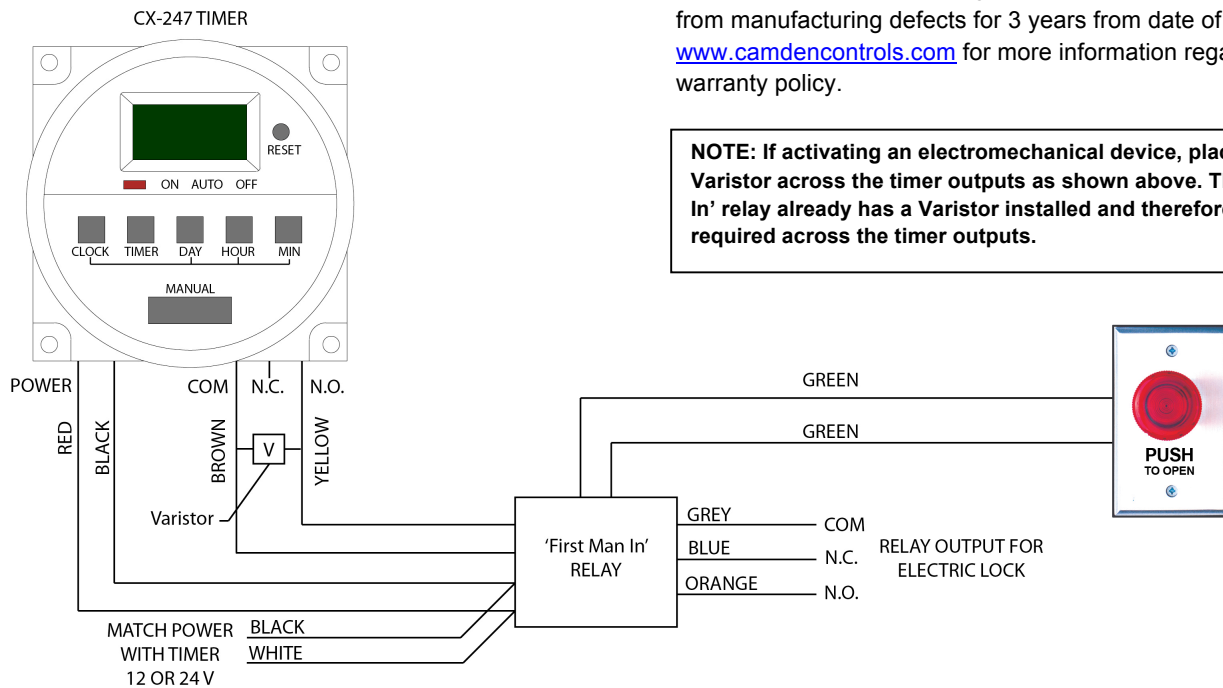 CX-247 TIMER
from manufacturing defects for 3 years from date of
www.camdencontrols.com for more information rega
warranty policy.
NOTE: If activating an electromechanical device, plac
Varistor across the timer outputs as shown above. T
In’ relay already has a Varistor installed and therefore
required across the timer outputs.
RESET
ON AUTO OFF
CLOCK TIMER DAY HOUR MIN
MANUAL
POWER COM N.C. N.O.
RED
BLACK
BROWN
V
YELLOW
Varistor
GREEN
GREEN
PUSH
TO OPEN
‘First Man In’
RELAY
GREY COM
BLUE N.C.
ORANGE N.O.
RELAY OUTPUT FOR
ELECTRIC LOCK
MATCH POWER
WITH TIMER
12 OR 24 V
BLACK
WHITE